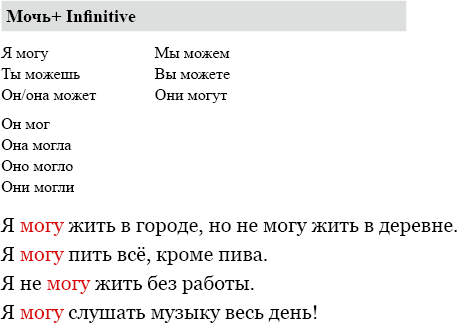 Мочь+ Infinitive
Я могу Мы можем
Ты можешь Вы можете
Он/она может Они могут
Он мог
Она могла
Оно могло
Они могли
Я могу жить в городе, но не могу жить в деревне.
Я могу пить всё, кроме пива.
Я не могу жить без работы.
Я могу слушать музыку весь день!